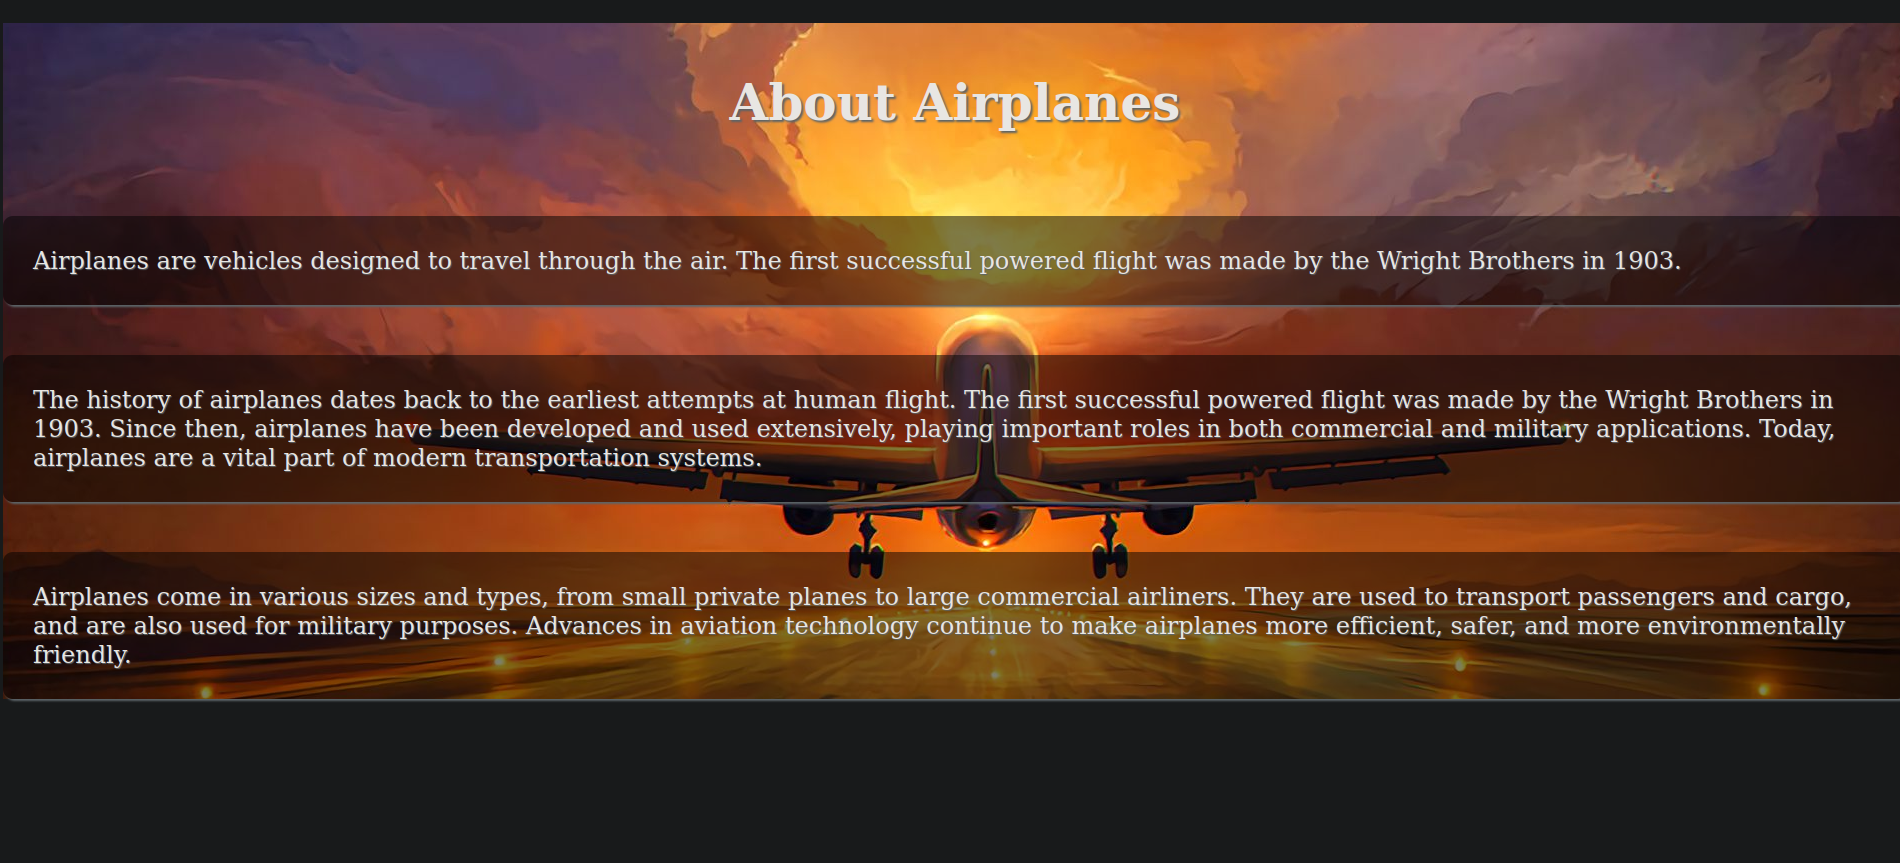 About Airplanes
Airplanes are vehicles designed to travel through the air. The first successful powered flight was made by the Wright Brothers in 1903.
The history of airplanes dates back to the earliest attempts at human flight. The first successful powered flight was made by the Wright Brothers in
1903. Since then, airplanes have been developed and used extensively, playing important roles in both commercial and military applications. Today,
airplanes are a vital part of modern transportation systems.
Airplanes come in various sizes and types, from small private planes to large commercial airliners. They are used to transport passengers and cargo,
and are also used for military purposes. Advances in aviation technology continue to make airplanes more efficient, safer, and more environmentally
friendly.